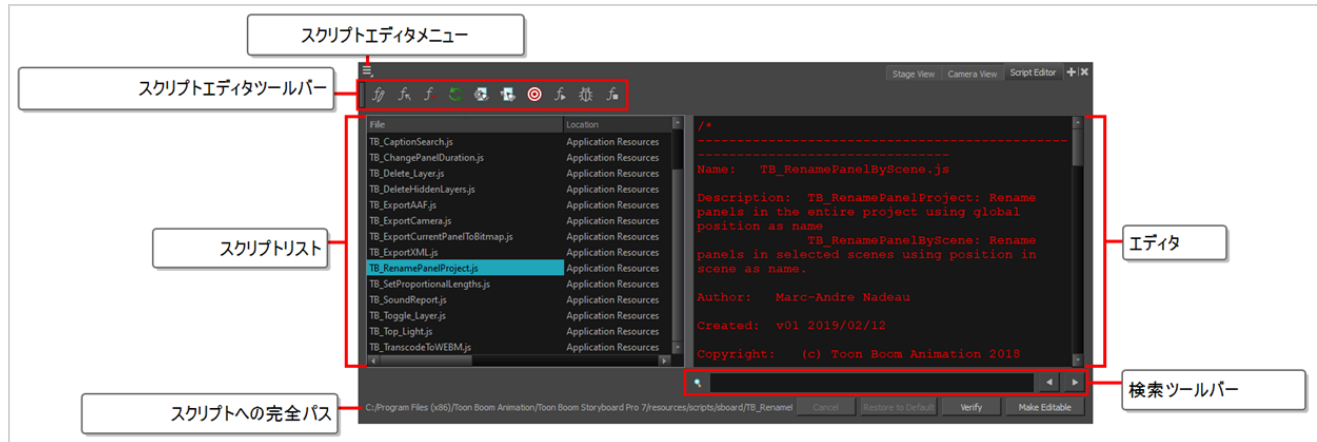 スクリプトエディタメニュー
スクリプトエディタツールバー
Stage View Camera View Script Editor
File Location
TB_CaptionSearch.js Application Resources
TB_ChangePanelDuration.js Application Resources
TB_Delete_Layer.js Application Resources
TB_DeleteHiddenLayers.js Application Resources
TB_ExportAAF.js Application Resources
TB_ExportCamera.js Application Resources
TB_ExportCurrentPanelToBitmap.js Application Resources
TB_ExportXML.js Application Resources
TB_RenamePanelProject.js Application Resources
TB_SetProportionalLengths.js Application Resources
TB_SoundReport.js Application Resources
TB_Toggle_Layer.js Application Resources
TB_Top_Light.js Application Resources
TB_TranscodeToWEBM.js Application Resources
スクリプトリスト
/*
Name: TB_RenamePanelByScene.js
Description: TB_RenamePanelProject: Rename
panels in the entire project using global
position as name
TB_RenamePanelByScene: Rename
panels in selected scenes using position in
scene as name.
Author: Marc-Andre Nadeau
Created: v01 2019/02/12
Copyright: (c) Toon Boom Animation 2018
エディタ
検索ツールバー
スクリプトへの完全パス
C:/Program Files (x86)/Toon Boom Animation/Toon Boom Storyboard Pro 7/resources/scripts/sboard/TB_Renamel
Cancel Restore to Default Verify Make Editable